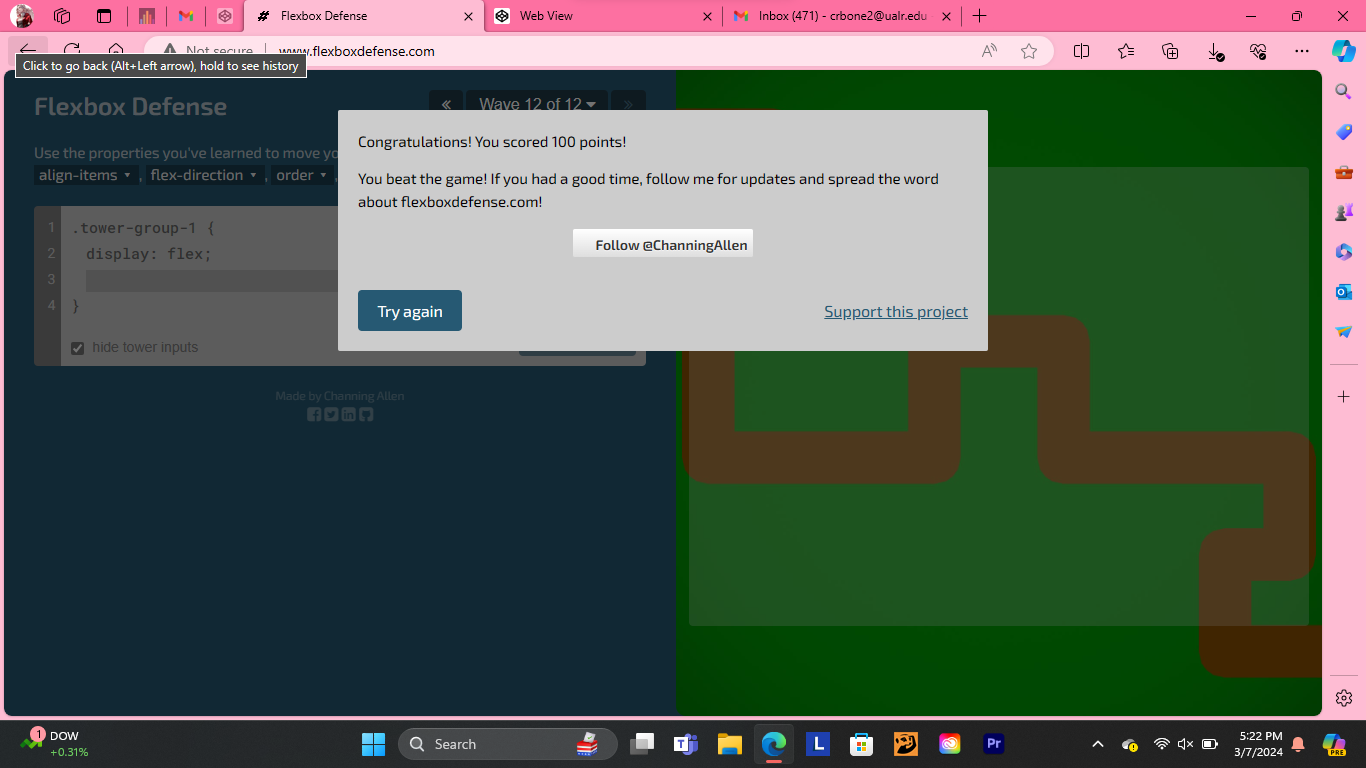 Flexbox Defense
Web View
Inbox (471) - crbone2@ualr.edu
Not secure
www.flexboxdefense.com
Click to go back (Alt+Left arrow), hold to see history
Flexbox Defense
«
Wave 12 of 12
»
Use the properties you've learned to move yo
align-items , flex-direction , order ,
1 .tower-group-1 {
2 display: flex;
3
4 }
hide tower inputs
Made by Channing Allen
Congratulations! You scored 100 points!
You beat the game! If you had a good time, follow me for updates and spread the word
about flexboxdefense.com!
Follow @ChanningAllen
Try again
Support this project
1
DOW
+0.31%
Search
L
Pr
PRE
5:22 PM
3/7/2024